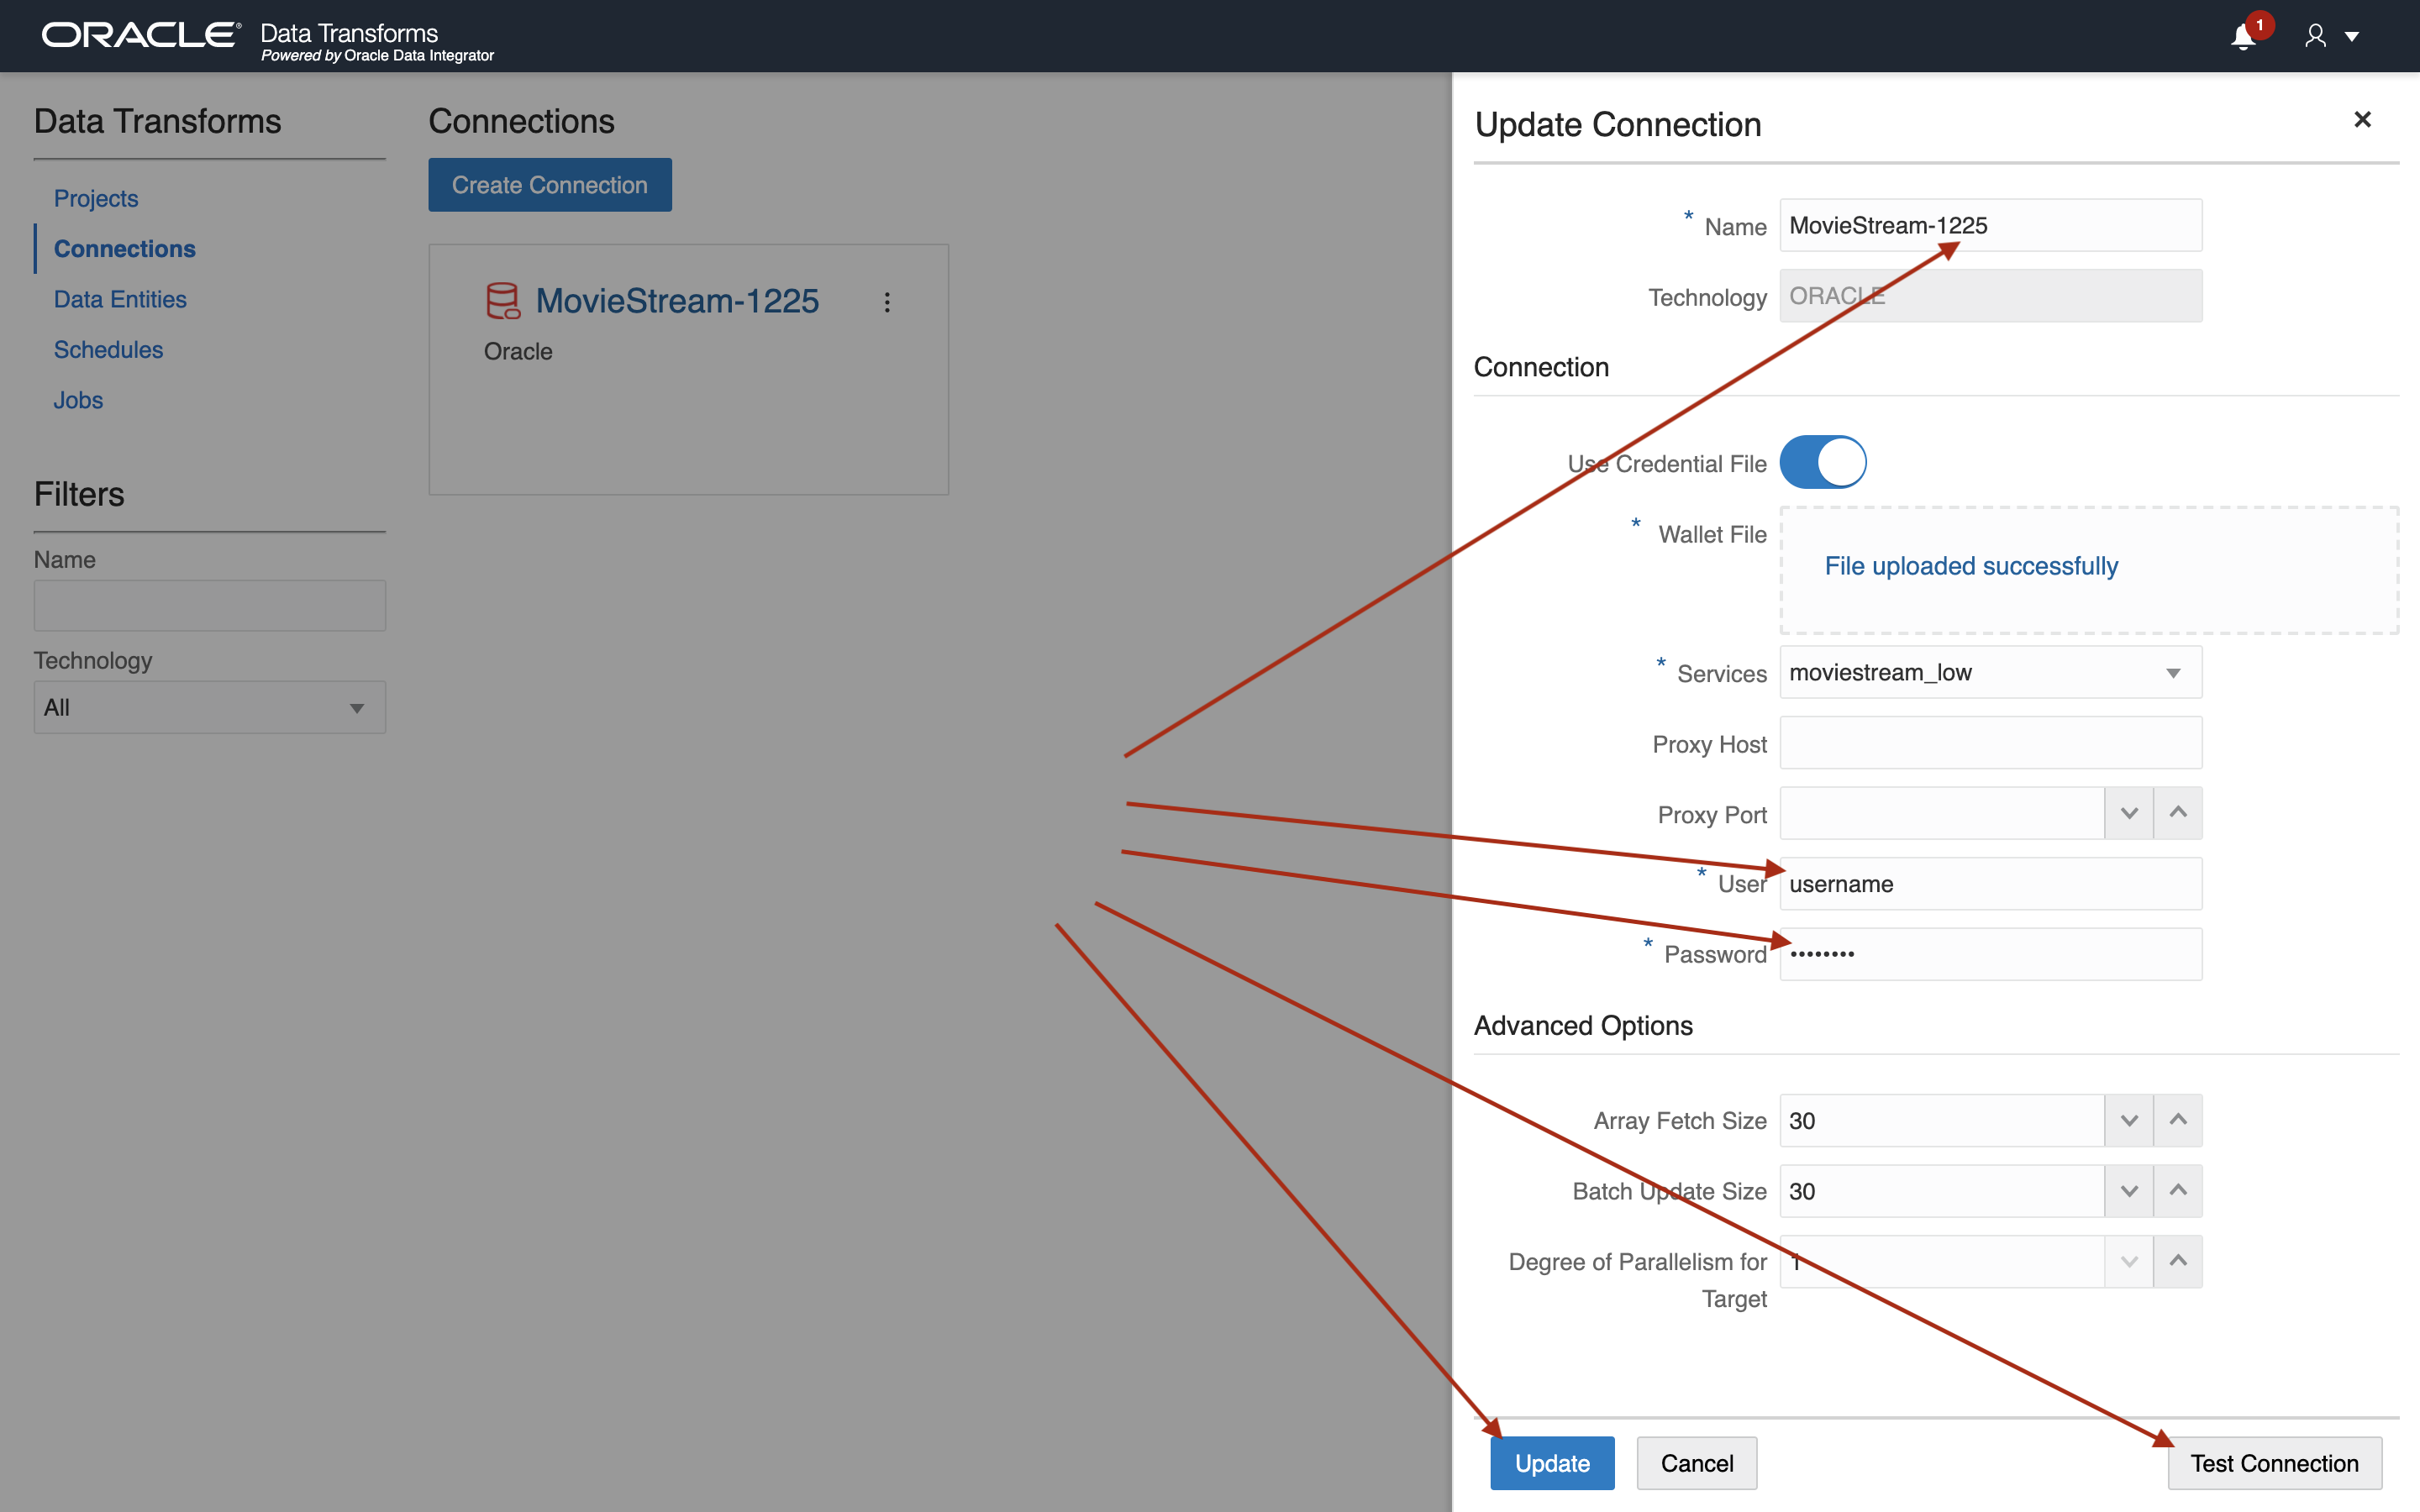 ORACLE® Data Transforms
Powered by Oracle Data Integrator
1
Data Transforms
Projects
Connections
Data Entities
Schedules
Jobs
Filters
Name
Technology
All
Connections
Create Connection
MovieStream-1225
Oracle
Update Connection
* Name MovieStream-1225
Technology ORACLE
Connection
Use Credential File
* Wallet File File uploaded successfully
* Services moviestream_low
Proxy Host
Proxy Port
* User username
* Password ••••••••
Advanced Options
Array Fetch Size 30
Batch Update Size 30
Degree of Parallelism for 1
Target
Update Cancel Test Connection